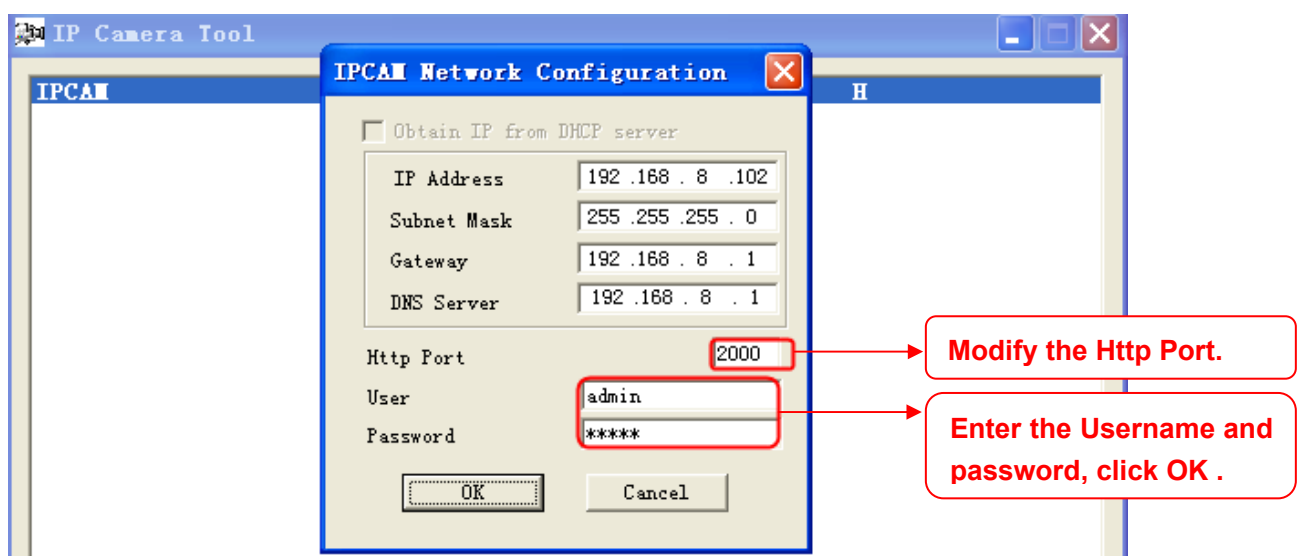 IP Camera Tool
IPCAM Network Configuration
IPCAM
H
Obtain IP from DHCP server
IP Address 192 .168 . 8 .102
Subnet Mask 255 .255 .255 . 0
Gateway 192 .168 . 8 . 1
DNS Server 192 .168 . 8 . 1
Http Port 2000
Modify the Http Port.
User admin
Password *****
Enter the Username and
password, click OK .
OK Cancel